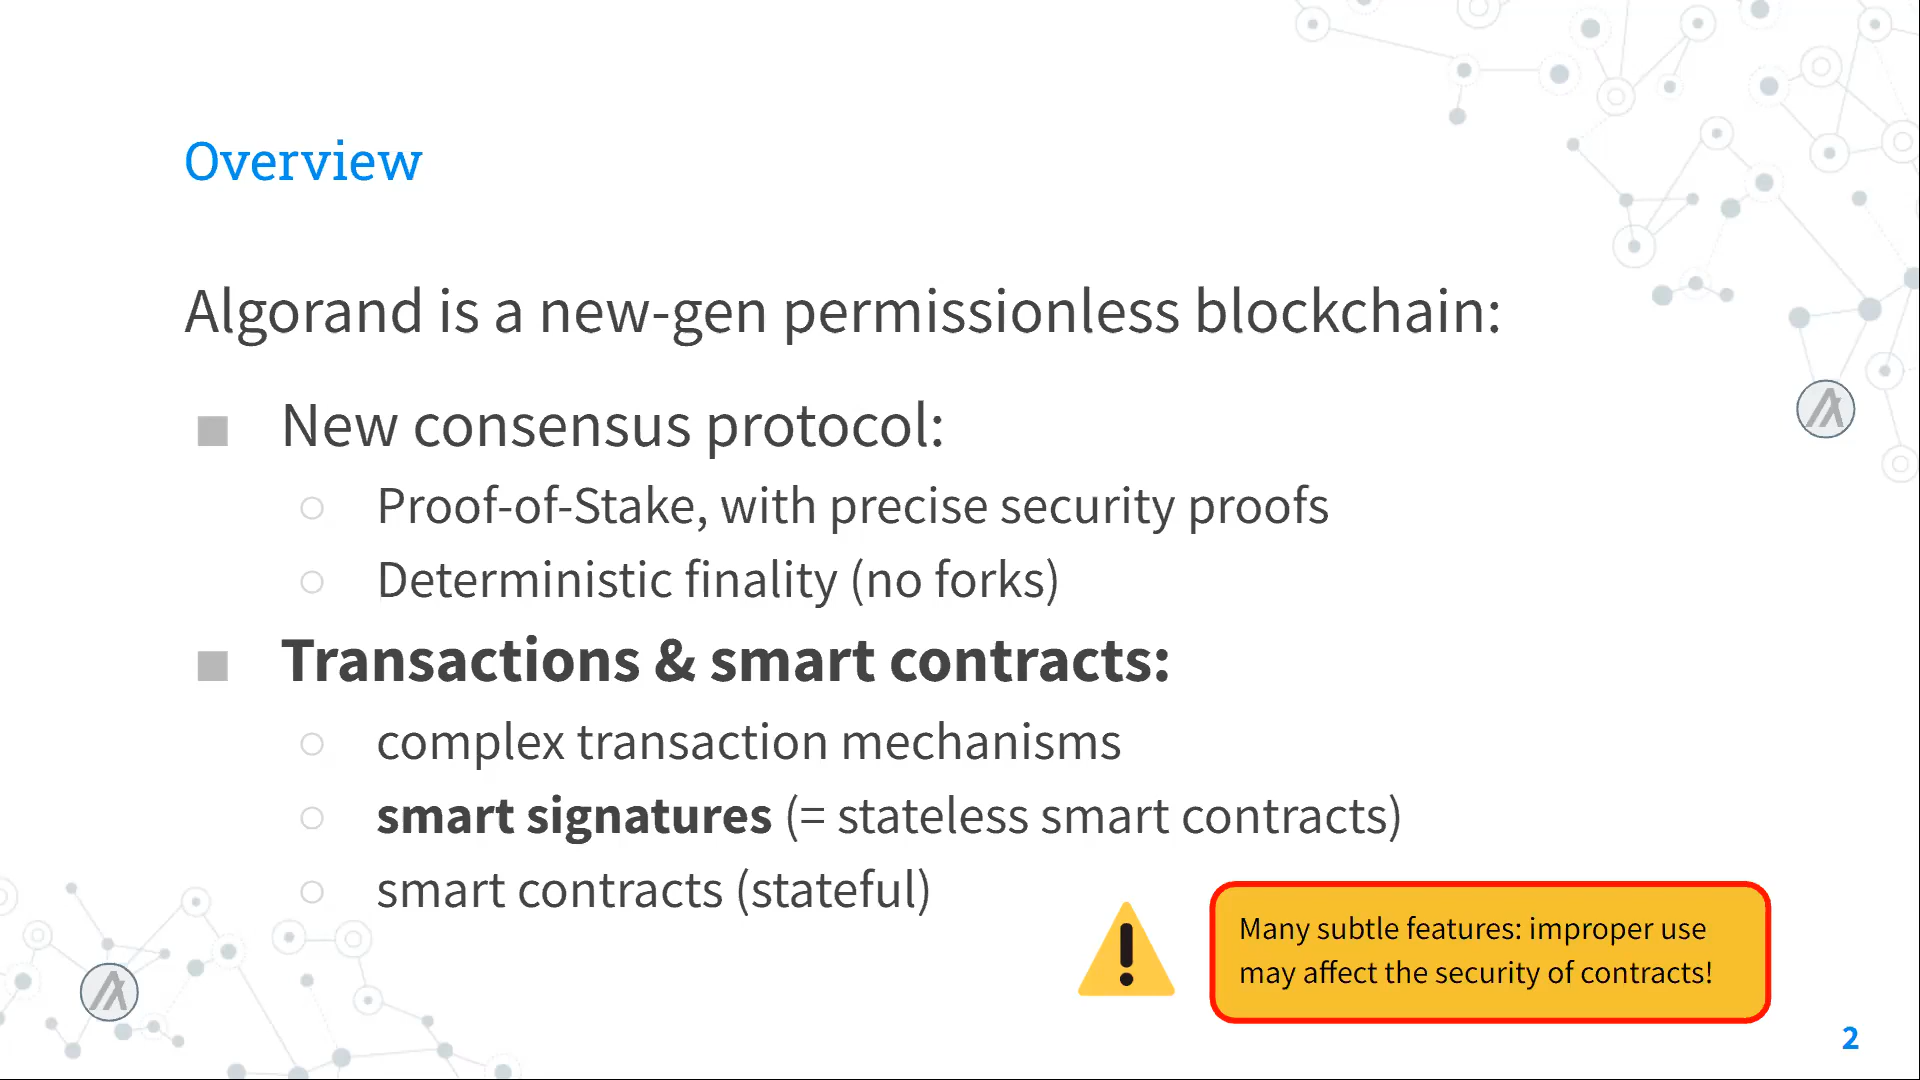 Overview
Algorand is a new-gen permissionless blockchain:
New consensus protocol:
Proof-of-Stake, with precise security proofs
Deterministic finality (no forks)
Transactions & smart contracts:
complex transaction mechanisms
smart signatures (= stateless smart contracts)
smart contracts (stateful)
Many subtle features: improper use
may affect the security of contracts!
2